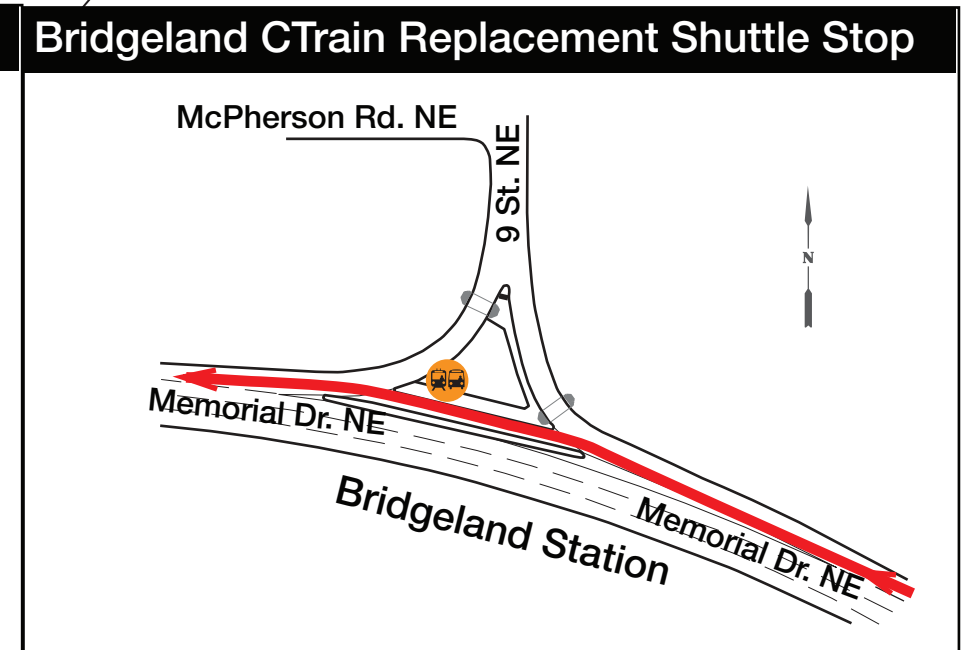 Bridgeland CTrain Replacement Shuttle Stop
McPherson Rd. NE
9 St. NE
N
Memorial Dr. NE
Bridgeland Station
Memorial Dr. NE